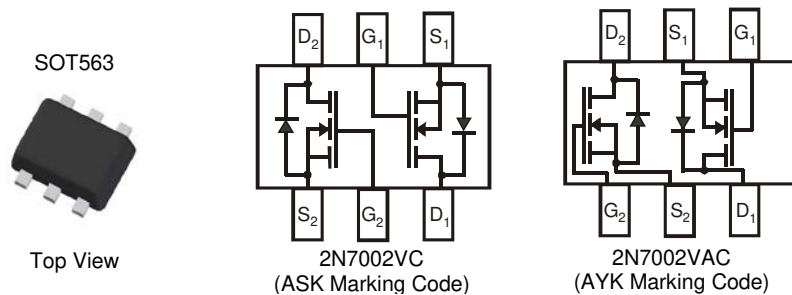 SOT563
Top View
D2 G1 S1
S2 G2 D1
2N7002VC
(ASK Marking Code)
D2 S1 G1
G2 S2 D1
2N7002VAC
(AYK Marking Code)